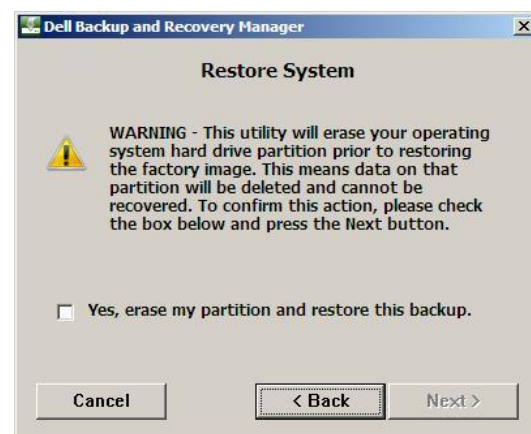 Dell Backup and Recovery Manager
Restore System
WARNING - This utility will erase your operating
system hard drive partition prior to restoring
the factory image. This means data on that
partition will be deleted and cannot be
recovered. To confirm this action, please check
the box below and press the Next button.
Yes, erase my partition and restore this backup.
Cancel
< Back
Next >